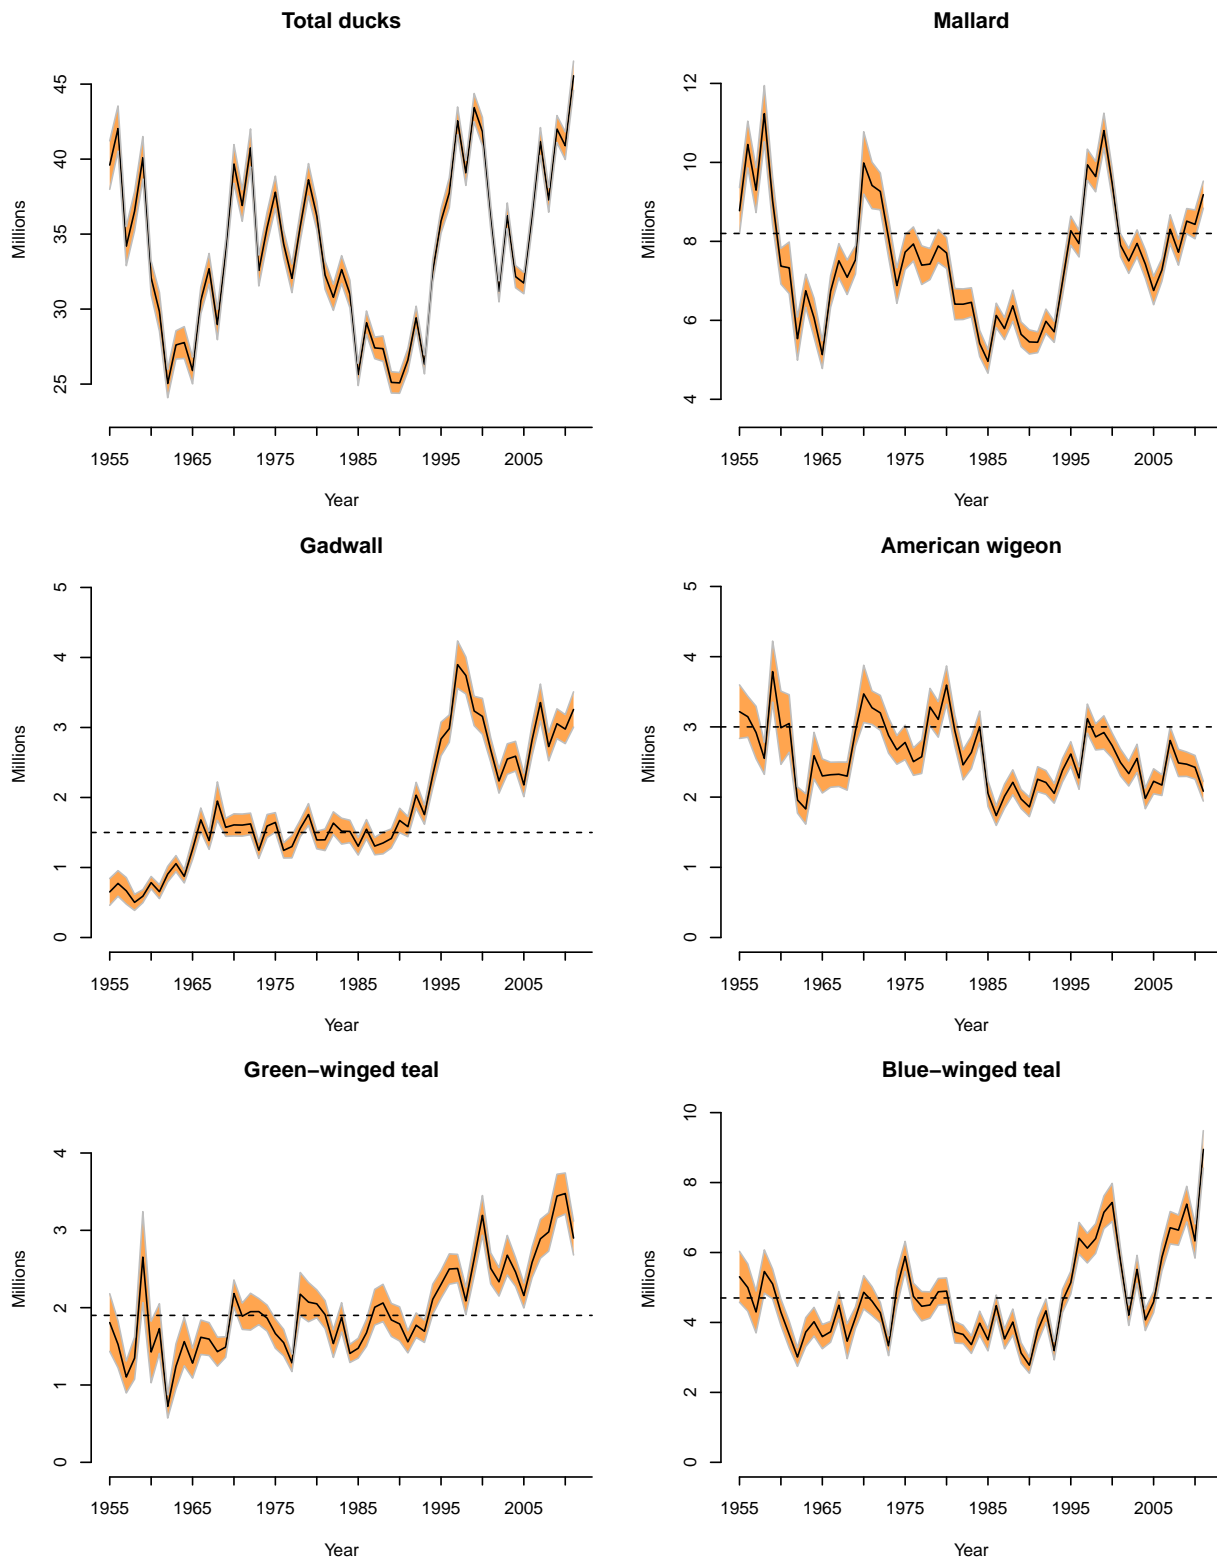 Total ducks
Mallard
Millions
45
40
35
30
25
1955 1965 1975 1985 1995 2005
Year
Millions
12
10
8
6
4
1955 1965 1975 1985 1995 2005
Year
Gadwall
American wigeon
Millions
5
4
3
2
1
0
1955 1965 1975 1985 1995 2005
Year
Millions
5
4
3
2
1
0
1955 1965 1975 1985 1995 2005
Year
Green−winged teal
Blue−winged teal
Millions
4
3
2
1
0
1955 1965 1975 1985 1995 2005
Year
Millions
10
8
6
4
2
0
1955 1965 1975 1985 1995 2005
Year